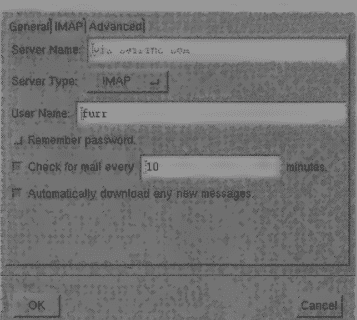 General IMAP Advanced
Server Name:
Server Type: IMAP
User Name: furr
Remember password.
Check for mail every 10 minutes.
Automatically download any new messages.
OK Cancel